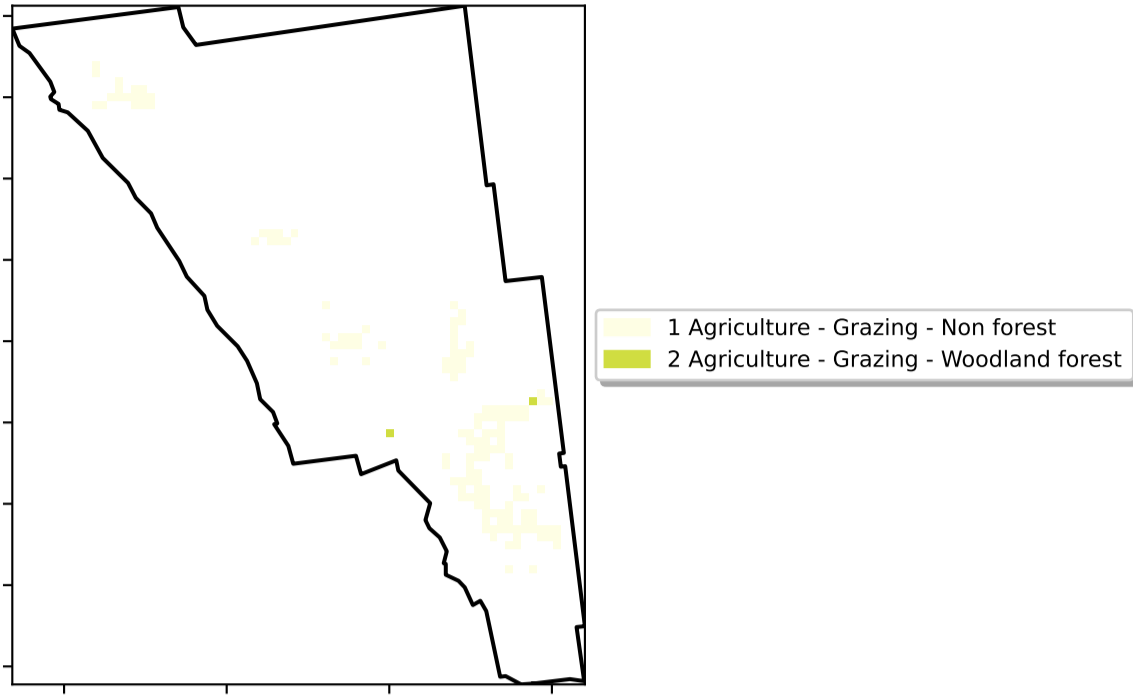 1 Agriculture - Grazing - Non forest
2 Agriculture - Grazing - Woodland forest